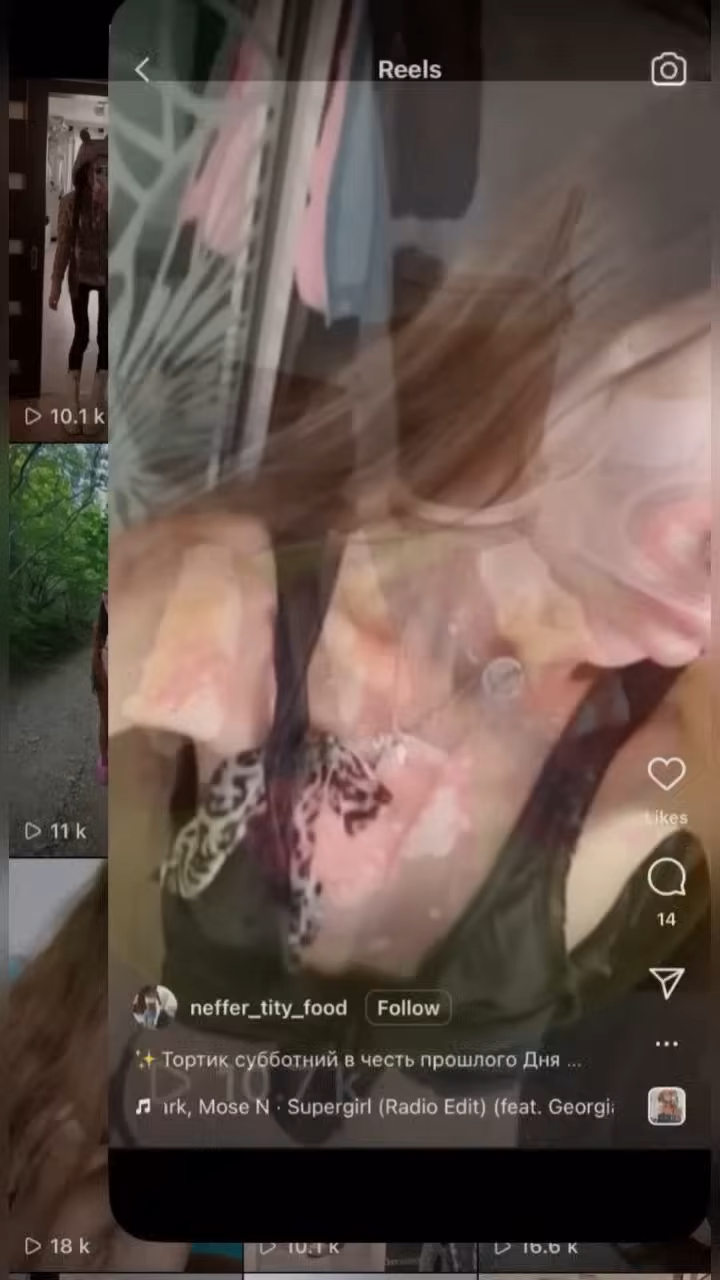 Reels
10.1 k
11 k
Likes
14
neffer_tity_food
Follow
✨ Тортик субботний в честь прошлого Дня ...
ark, Mose N · Supergirl (Radio Edit) (feat. Georgi
18 k
10.1 k
16.6 k